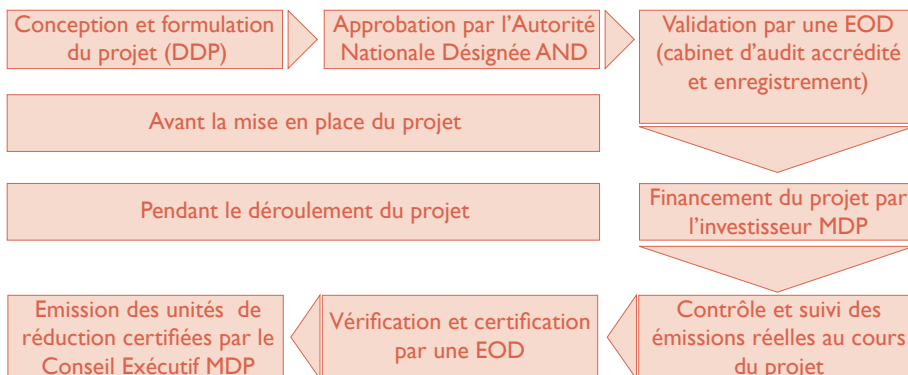 Conception et formulation
du projet (DDP)
Approbation par l'Autorité
Nationale Désignée AND
Validation par une EOD
(cabinet d'audit accrédité
et enregistrement)
Avant la mise en place du projet
Pendant le déroulement du projet
Financement du projet par
l'investisseur MDP
Emission des unités de
réduction certifiées par le
Conseil Exécutif MDP
Vérification et certification
par une EOD
Contrôle et suivi des
émissions réelles au cours
du projet